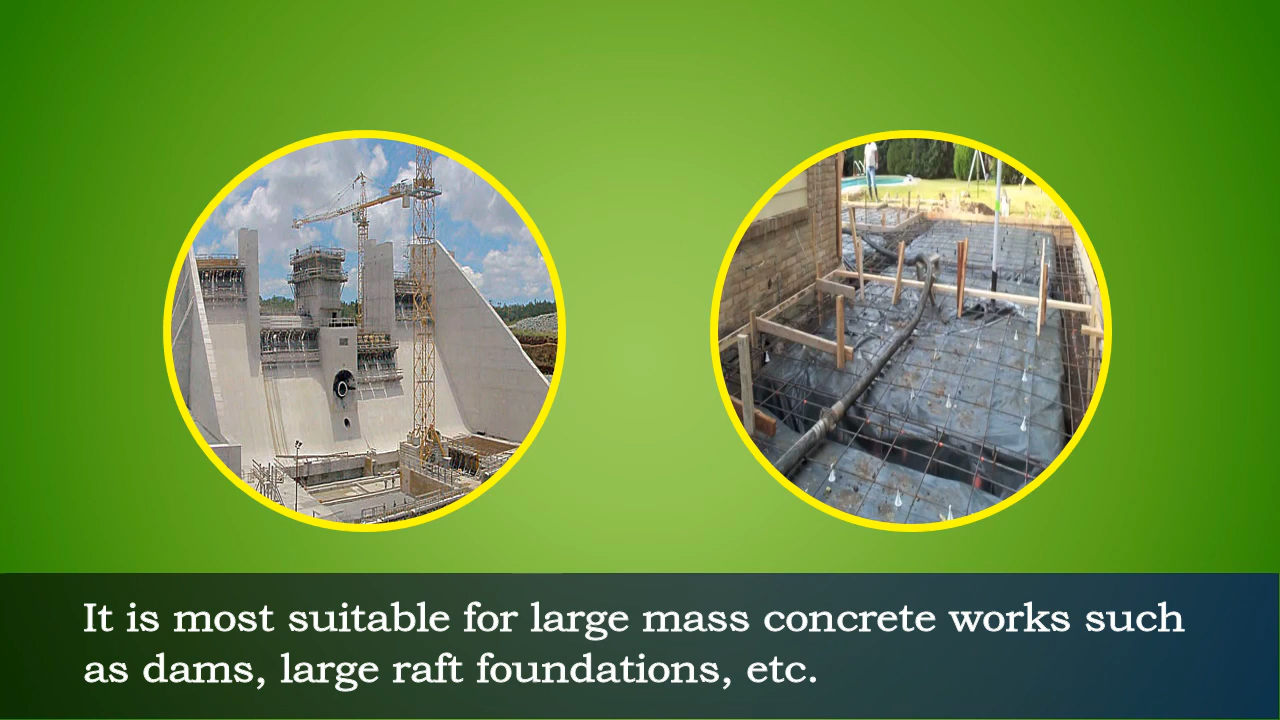 It is most suitable for large mass concrete works such
as dams, large raft foundations, etc.